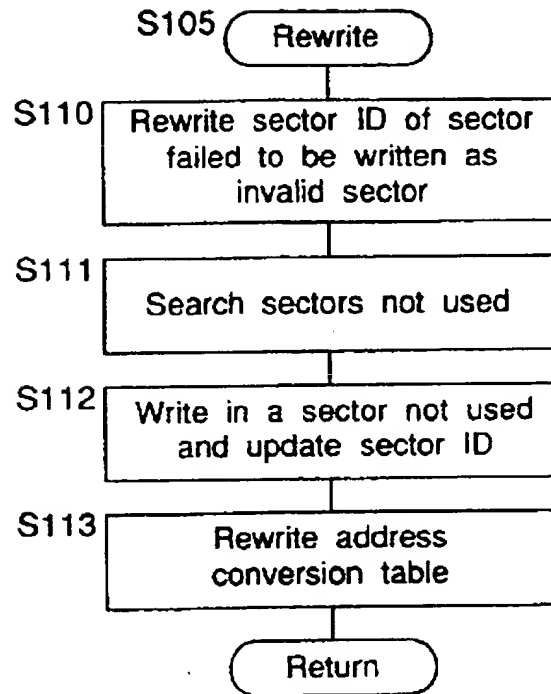 S105
Rewrite
S110
Rewrite sector ID of sector
failed to be written as
invalid sector
S111
Search sectors not used
S112
Write in a sector not used
and update sector ID
S113
Rewrite address
conversion table
Return